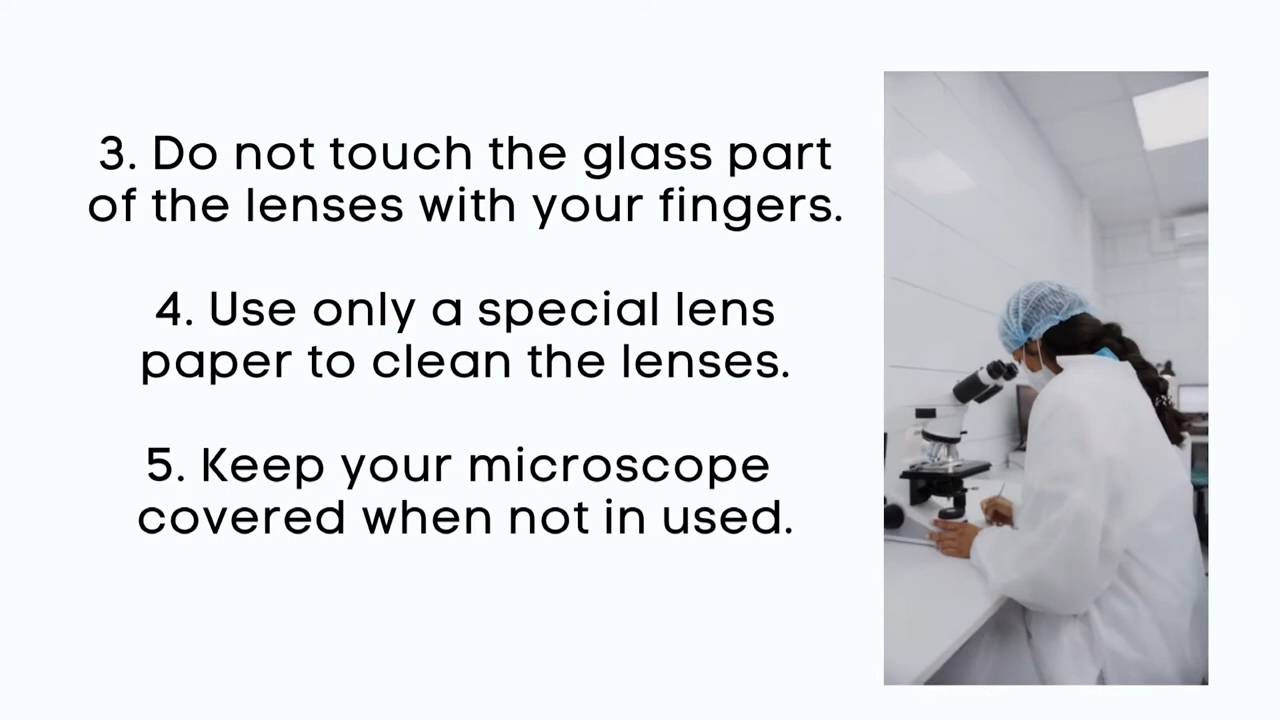 3. Do not touch the glass part
of the lenses with your fingers.
4. Use only a special lens
paper to clean the lenses.
5. Keep your microscope
covered when not in used.